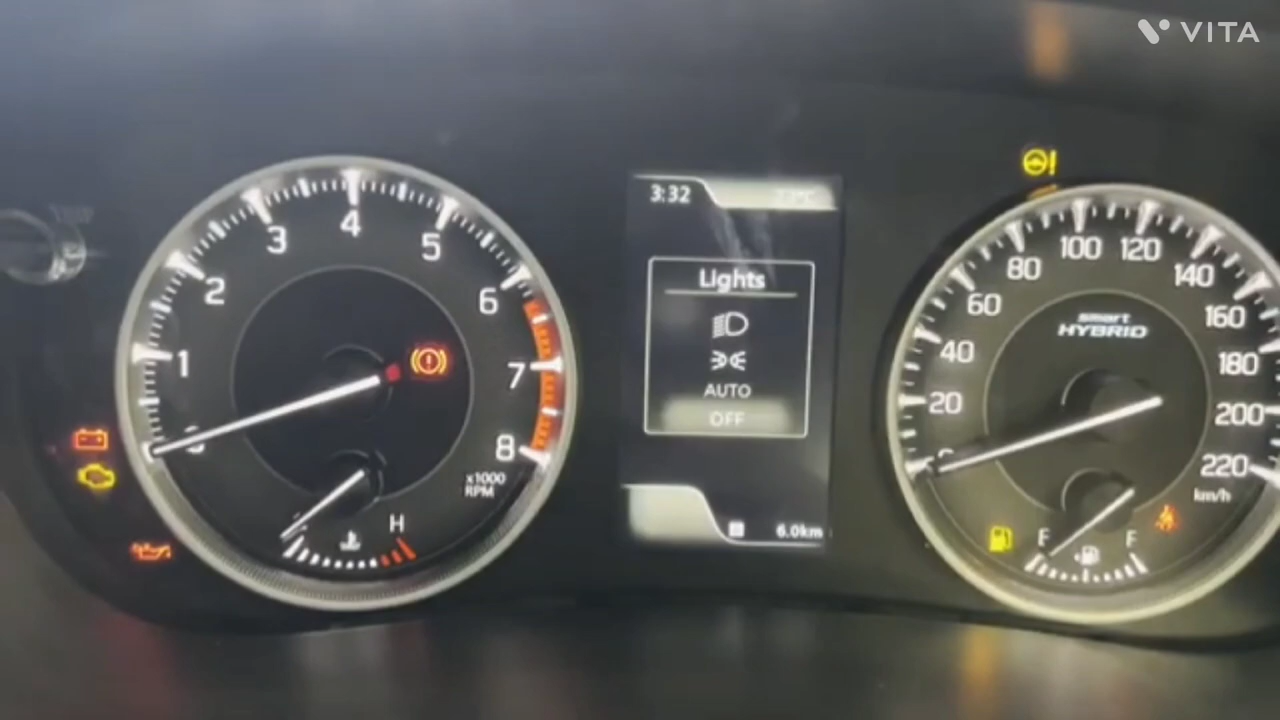 VITA
1
2
3
4
5
6
7
8
x1000
RPM
H
3:32
Lights
AUTO
OFF
6.0km
20
40
60
80
100
120
140
160
180
200
220
km/h
smart
HYBRID
E
F